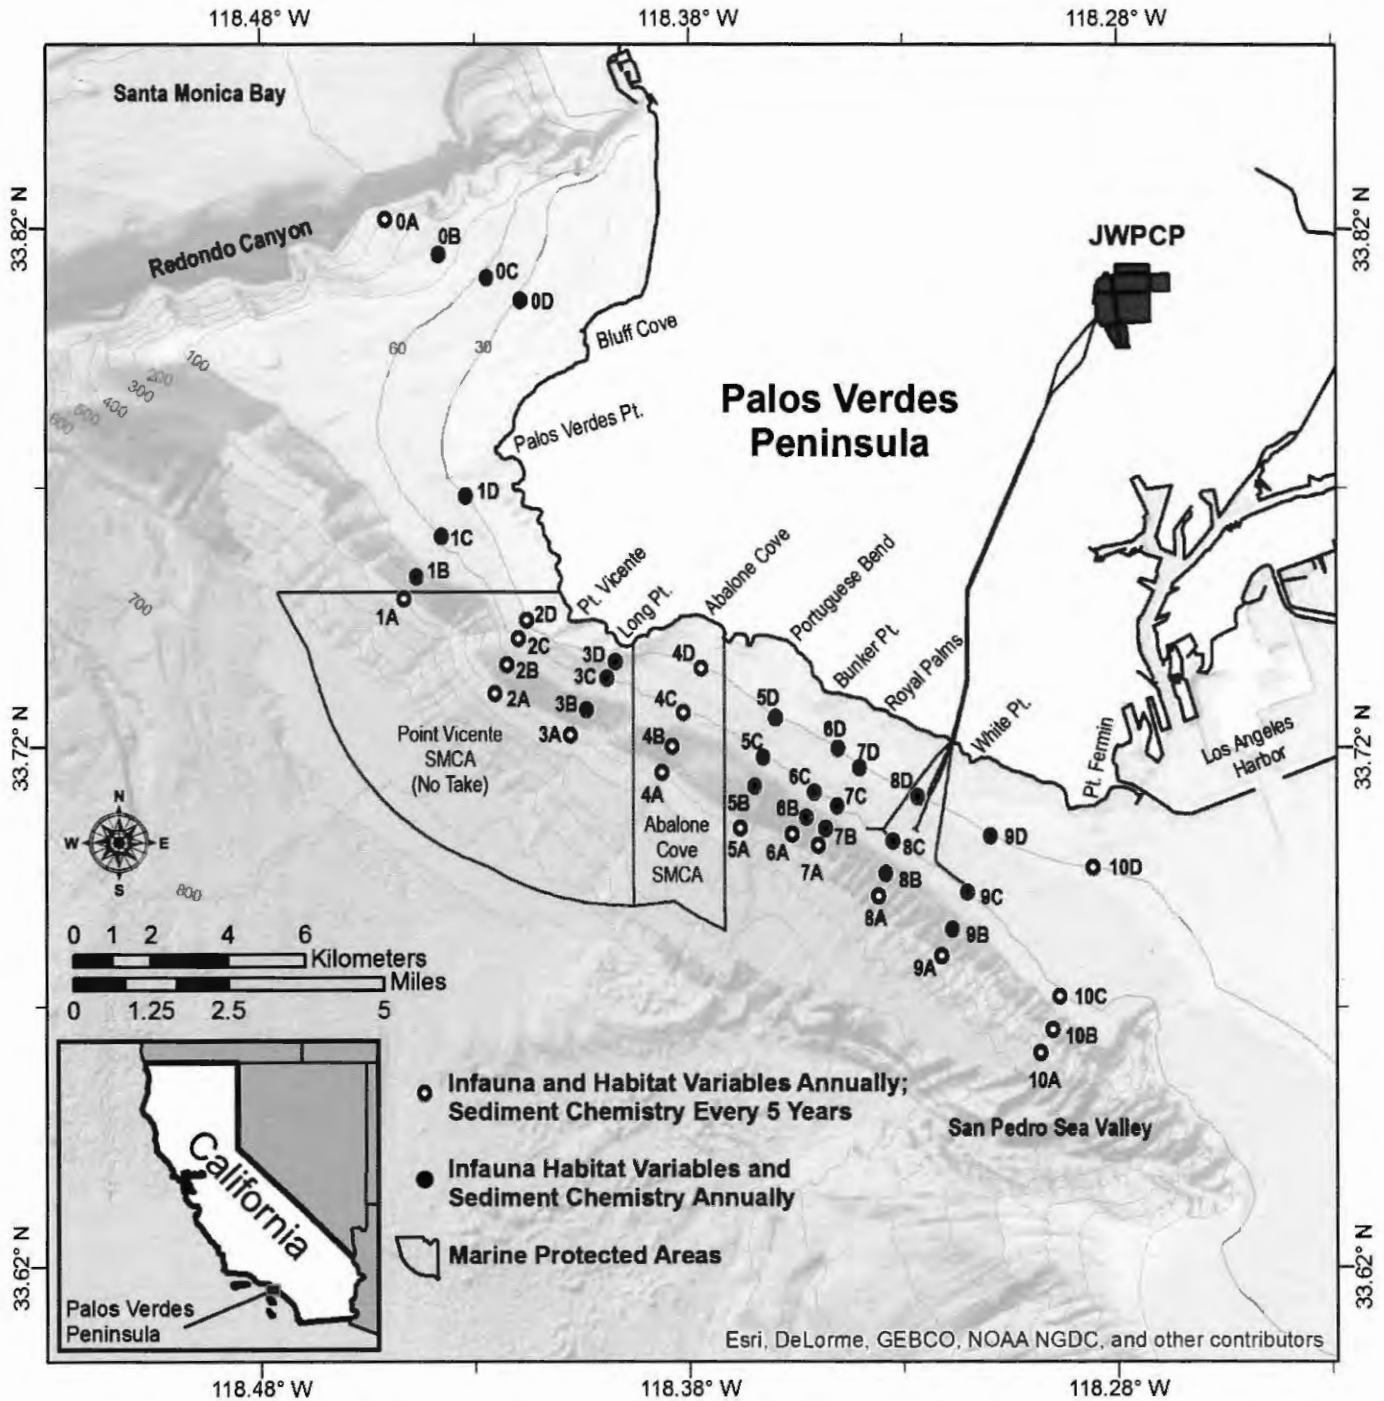 118.48° W
118.38° W
118.28° W
Santa Monica Bay
33.82° N
33.82° N
0A
0B
Redondo Canyon
0C
0D
JWPCP
Bluff Cove
60
30
100
200
300
400
500
600
Palos Verdes
Peninsula
Palos Verdes Pt.
1D
1C
1B
1A
700
Pt. Vicente
Long Pt.
Abalone Cove
Portuguese Bend
Bunker Pt.
Royal Palms
White Pt.
Pt. Fermin
Los Angeles
Harbor
2D
2C
2B
2A
3D
3C
3B
3A
4D
4C
4B
4A
5D
5C
5B
5A
6D
6C
6B
6A
7D
7C
7B
7A
8D
8C
8B
8A
9D
9C
9B
9A
10D
10C
10B
10A
33.72° N
33.72° N
Point Vicente
SMCA
(No Take)
Abalone
Cove
SMCA
N
W
E
S
800
0 1 2 4 6
Kilometers
Miles
0 1.25 2.5 5
California
Palos Verdes
Peninsula
Infauna and Habitat Variables Annually;
Sediment Chemistry Every 5 Years
Infauna Habitat Variables and
Sediment Chemistry Annually
Marine Protected Areas
San Pedro Sea Valley
33.62° N
33.62° N
Esri, DeLorme, GEBCO, NOAA NGDC, and other contributors
118.48° W
118.38° W
118.28° W